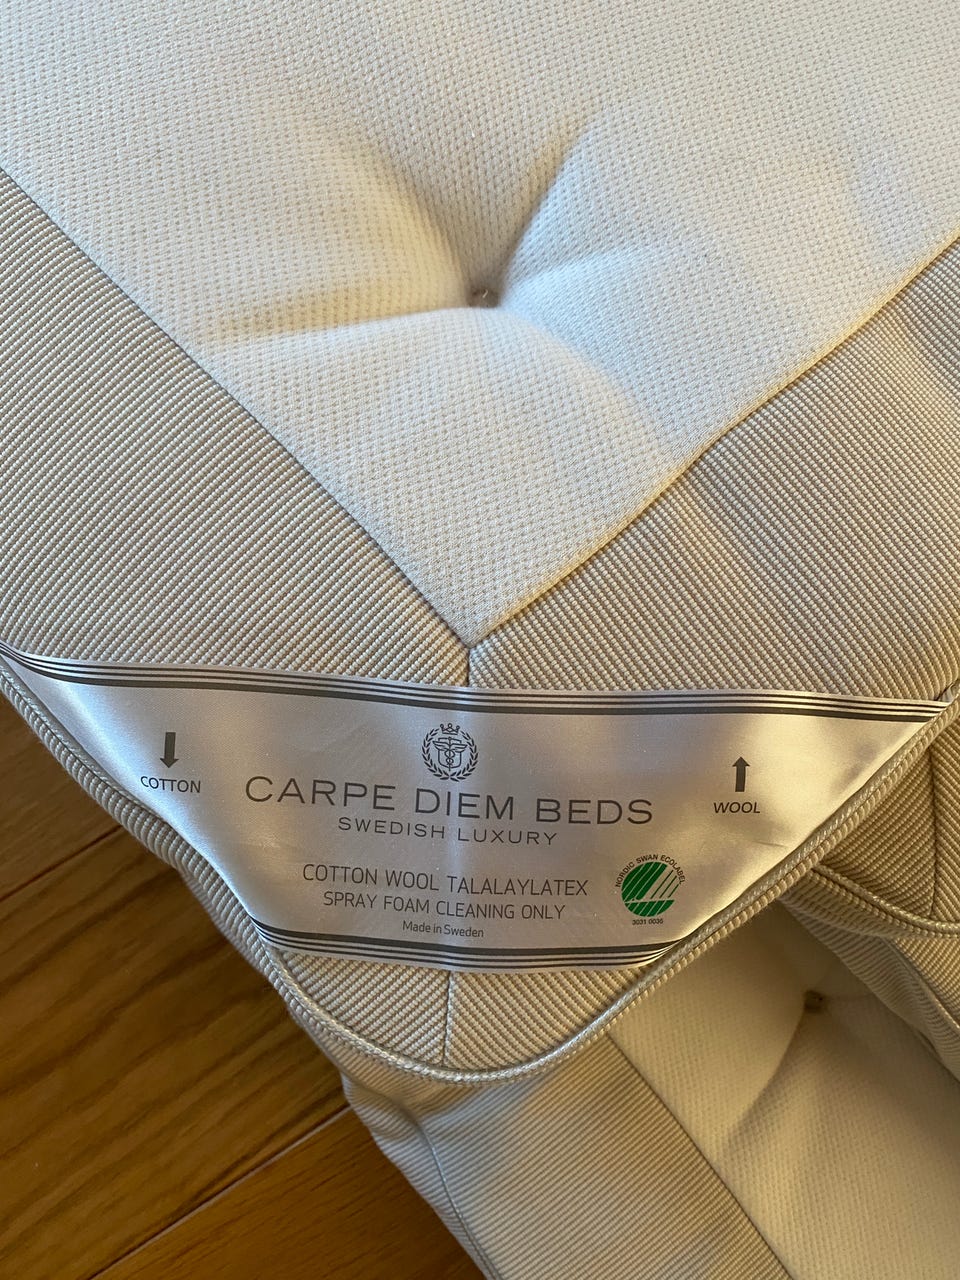 COTTON
WOOL
CARPE DIEM BEDS
SWEDISH LUXURY
COTTON WOOL TALALAYLATEX
SPRAY FOAM CLEANING ONLY
Made in Sweden
NORDIC SWAN ECOLABEL
3031 0036